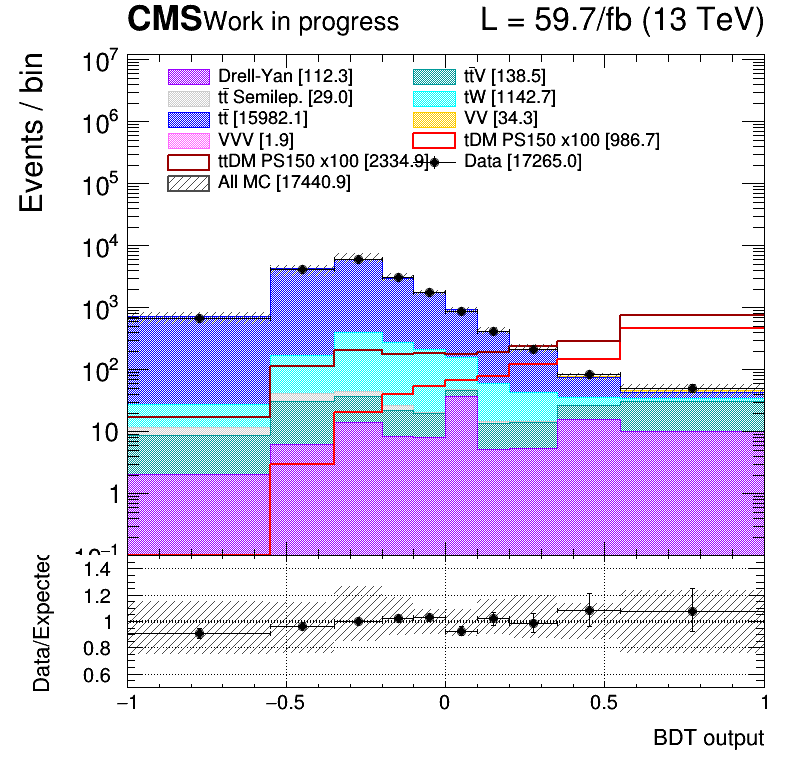 CMS Work in progress L = 59.7/fb (13 TeV)
Events / bin
10⁷
10⁶
10⁵
10⁴
10³
10²
10
1
10⁻¹
Drell-Yan [112.3] tt̄V [138.5]
tt̄ Semilep. [29.0] tW [1142.7]
tt̄ [15982.1] VV [34.3]
VVV [1.9] tDM PS150 x100 [986.7]
ttDM PS150 x100 [2334.9] Data [17265.0]
All MC [17440.9]
Data/Expected
1.4
1.2
1
0.8
0.6
−1 −0.5 0 0.5 1
BDT output